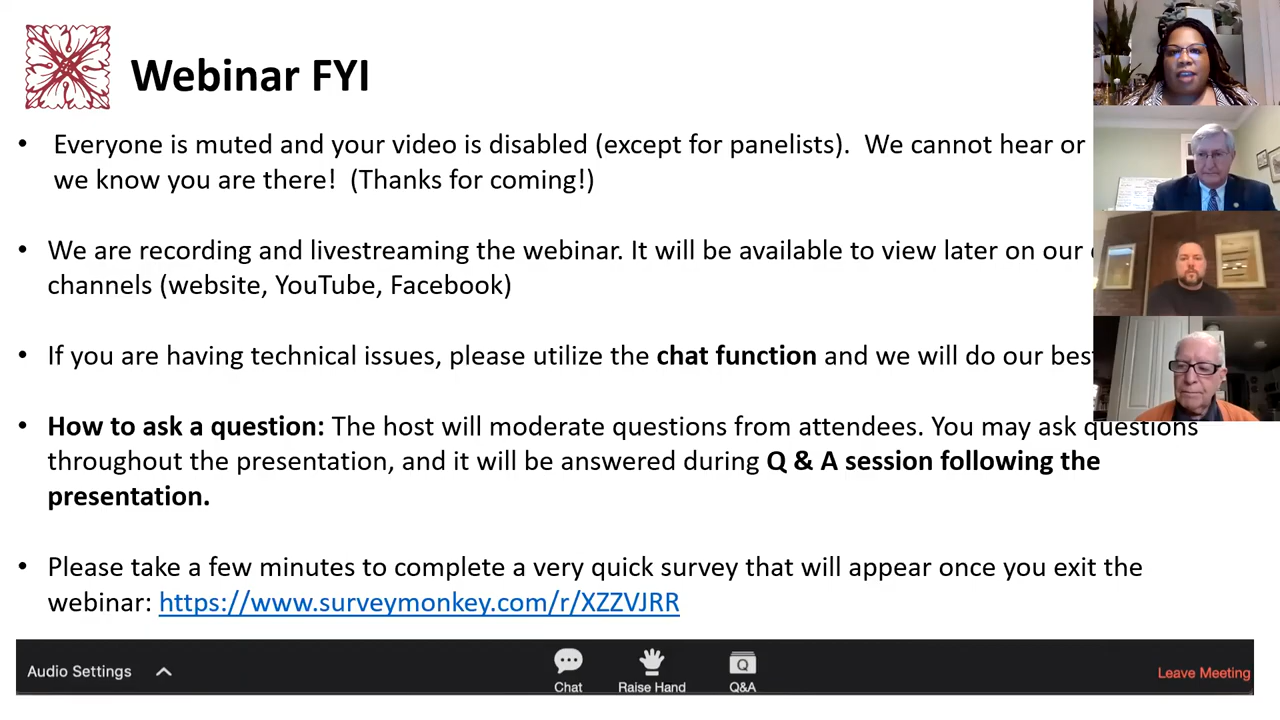 Webinar FYI
• Everyone is muted and your video is disabled (except for panelists). We cannot hear or
we know you are there! (Thanks for coming!)
• We are recording and livestreaming the webinar. It will be available to view later on our
channels (website, YouTube, Facebook)
• If you are having technical issues, please utilize the chat function and we will do our best
• How to ask a question: The host will moderate questions from attendees. You may ask questions
throughout the presentation, and it will be answered during Q & A session following the
presentation.
• Please take a few minutes to complete a very quick survey that will appear once you exit the
webinar: https://www.surveymonkey.com/r/XZZVJRR
Audio Settings
Chat
Raise Hand
Q&A
Leave Meeting